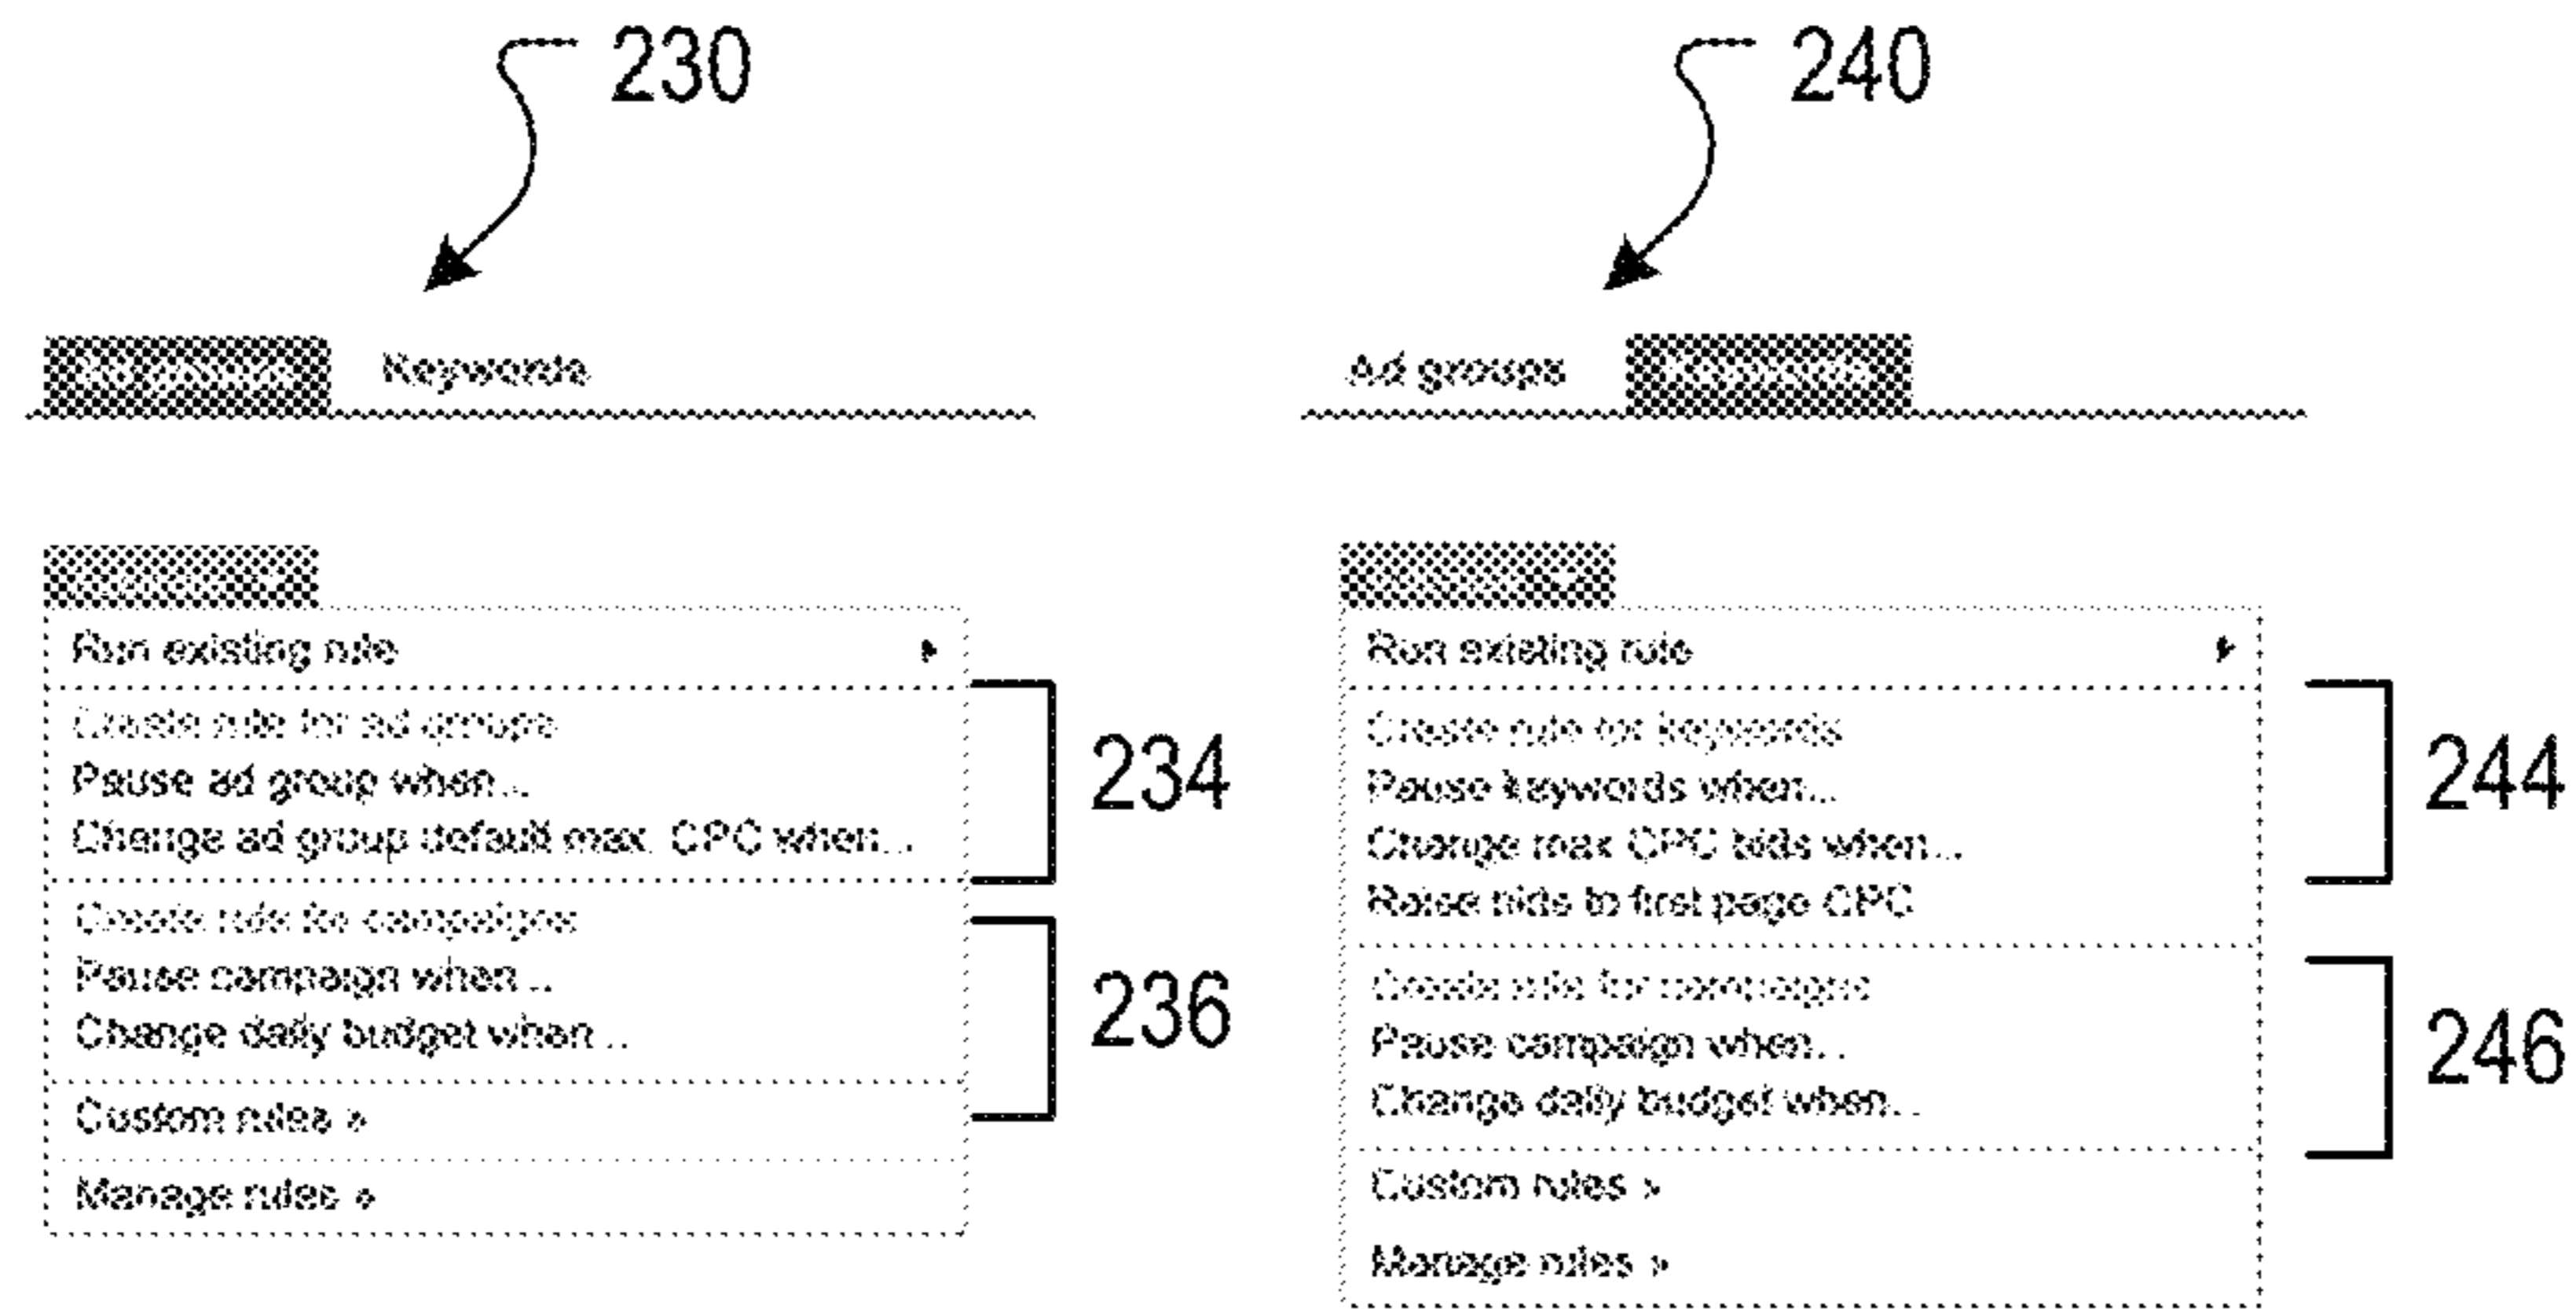 230
Ad groups Keywords
Run existing rule
Create rule for ad groups
Pause ad group when...
Change ad group default max. CPC when...
234
Create rule for campaigns
Pause campaign when...
Change daily budget when...
236
Custom rules »
Manage rules »
240
Ad groups Keywords
Run existing rule
Create rule for keywords
Pause keywords when...
Change max CPC bids when...
Raise bids to first page CPC
244
Create rule for campaigns
Pause campaign when...
Change daily budget when...
246
Custom rules »
Manage rules »